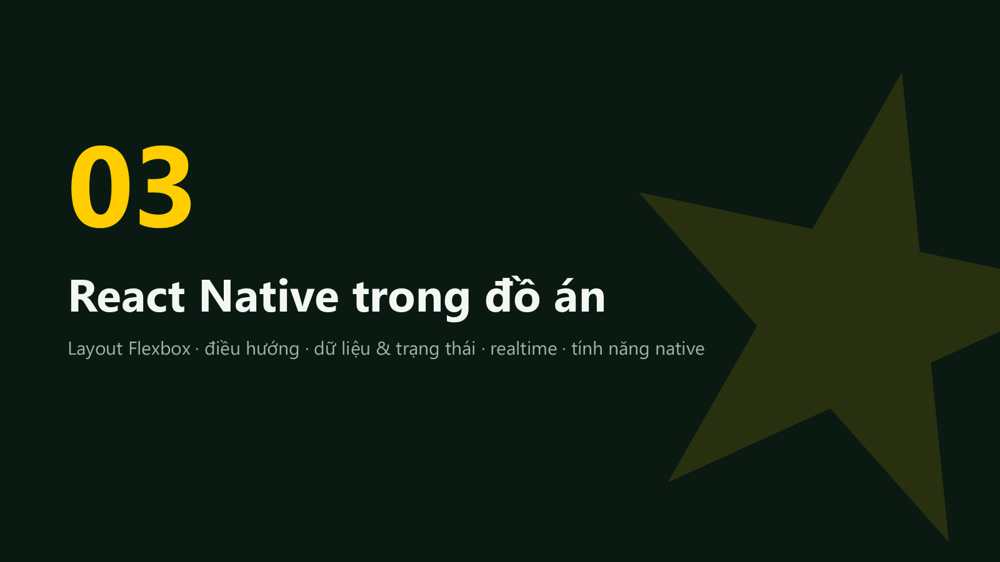 03
React Native trong đồ án
Layout Flexbox · điều hướng · dữ liệu & trạng thái · realtime · tính năng native